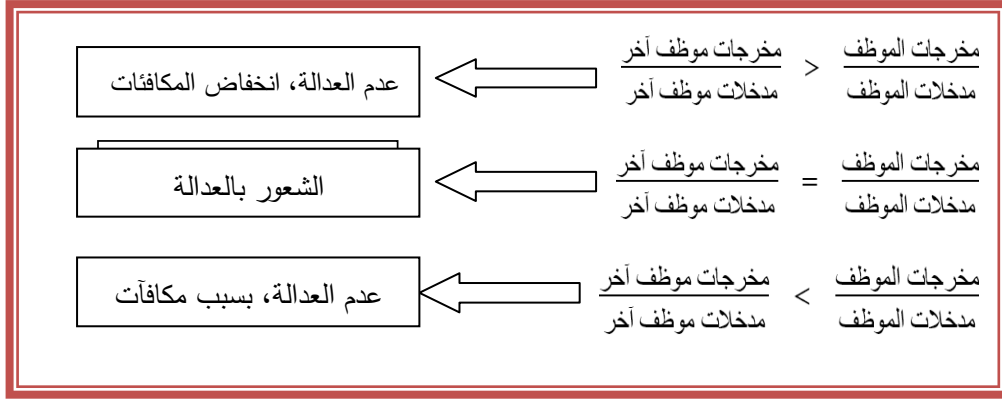 مخرجات الموظف
مدخلات الموظف
>
مخرجات موظف آخر
مدخلات موظف آخر
عدم العدالة، انخفاض المكافئات
مخرجات الموظف
مدخلات الموظف
=
مخرجات موظف آخر
مدخلات موظف آخر
الشعور بالعدالة
مخرجات الموظف
مدخلات الموظف
<
مخرجات موظف آخر
مدخلات موظف آخر
عدم العدالة، بسبب مكافآت